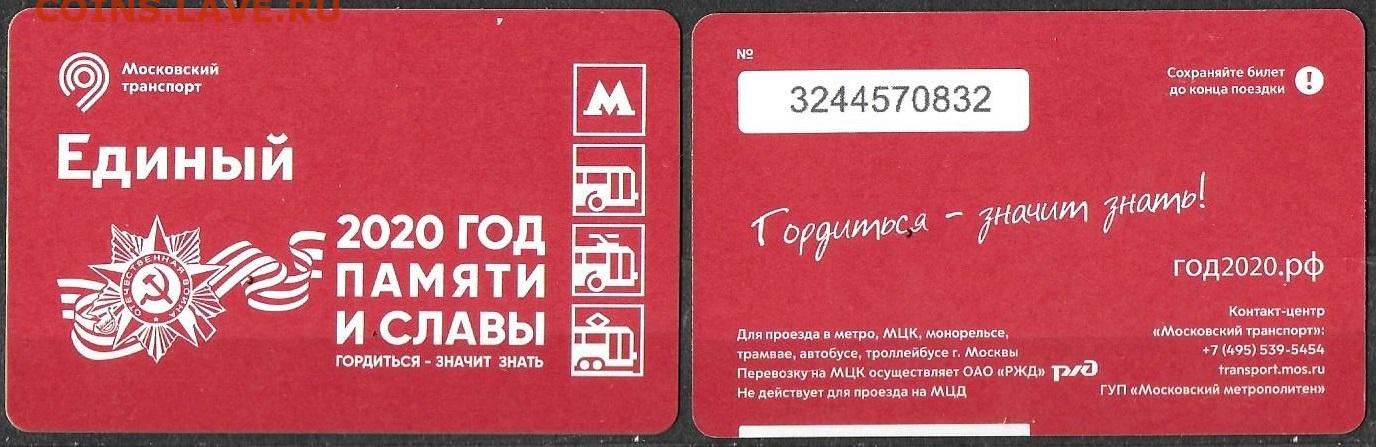 COINS.LAVE.RU
Московский
транспорт
Единый
ОТЕЧЕСТВЕННАЯ ВОЙНА
2020 ГОД
ПАМЯТИ
И СЛАВЫ
ГОРДИТЬСЯ - ЗНАЧИТ ЗНАТЬ
М
№
3244570832
Сохраняйте билет
до конца поездки
!
Гордиться - значит знать!
год2020.рф
Для проезда в метро, МЦК, монорельсе,
трамвае, автобусе, троллейбусе г. Москвы
Перевозку на МЦК осуществляет ОАО «РЖД» РЖД
Не действует для проезда на МЦД
Контакт-центр
«Московский транспорт»:
+7 (495) 539-5454
transport.mos.ru
ГУП «Московский метрополитен»